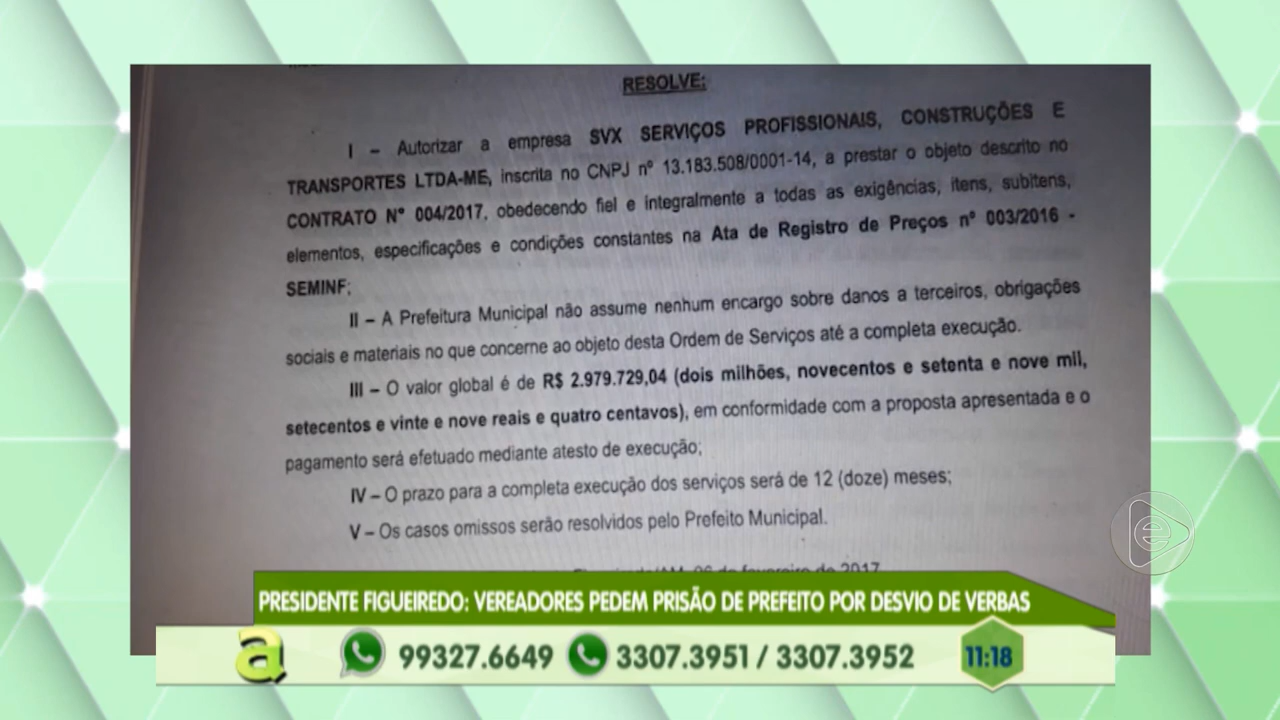 RESOLVE:
I – Autorizar a empresa SVX SERVIÇOS PROFISSIONAIS, CONSTRUÇÕES E
TRANSPORTES LTDA-ME, inscrita no CNPJ nº 13.183.508/0001-14, a prestar o objeto descrito no
CONTRATO N° 004/2017, obedecendo fiel e integralmente a todas as exigências, itens, subitens,
elementos, especificações e condições constantes na Ata de Registro de Preços nº 003/2016 -
SEMINF;
II – A Prefeitura Municipal não assume nenhum encargo sobre danos a terceiros, obrigações
sociais e materiais no que concerne ao objeto desta Ordem de Serviços até a completa execução.
III – O valor global é de R$ 2.979.729,04 (dois milhões, novecentos e setenta e nove mil,
setecentos e vinte e nove reais e quatro centavos), em conformidade com a proposta apresentada e o
pagamento será efetuado mediante atesto de execução;
IV – O prazo para a completa execução dos serviços será de 12 (doze) meses;
V – Os casos omissos serão resolvidos pelo Prefeito Municipal.
de fevereiro de 2017
PRESIDENTE FIGUEIREDO: VEREADORES PEDEM PRISÃO DE PREFEITO POR DESVIO DE VERBAS
a 99327.6649 3307.3951 / 3307.3952 11:18
e